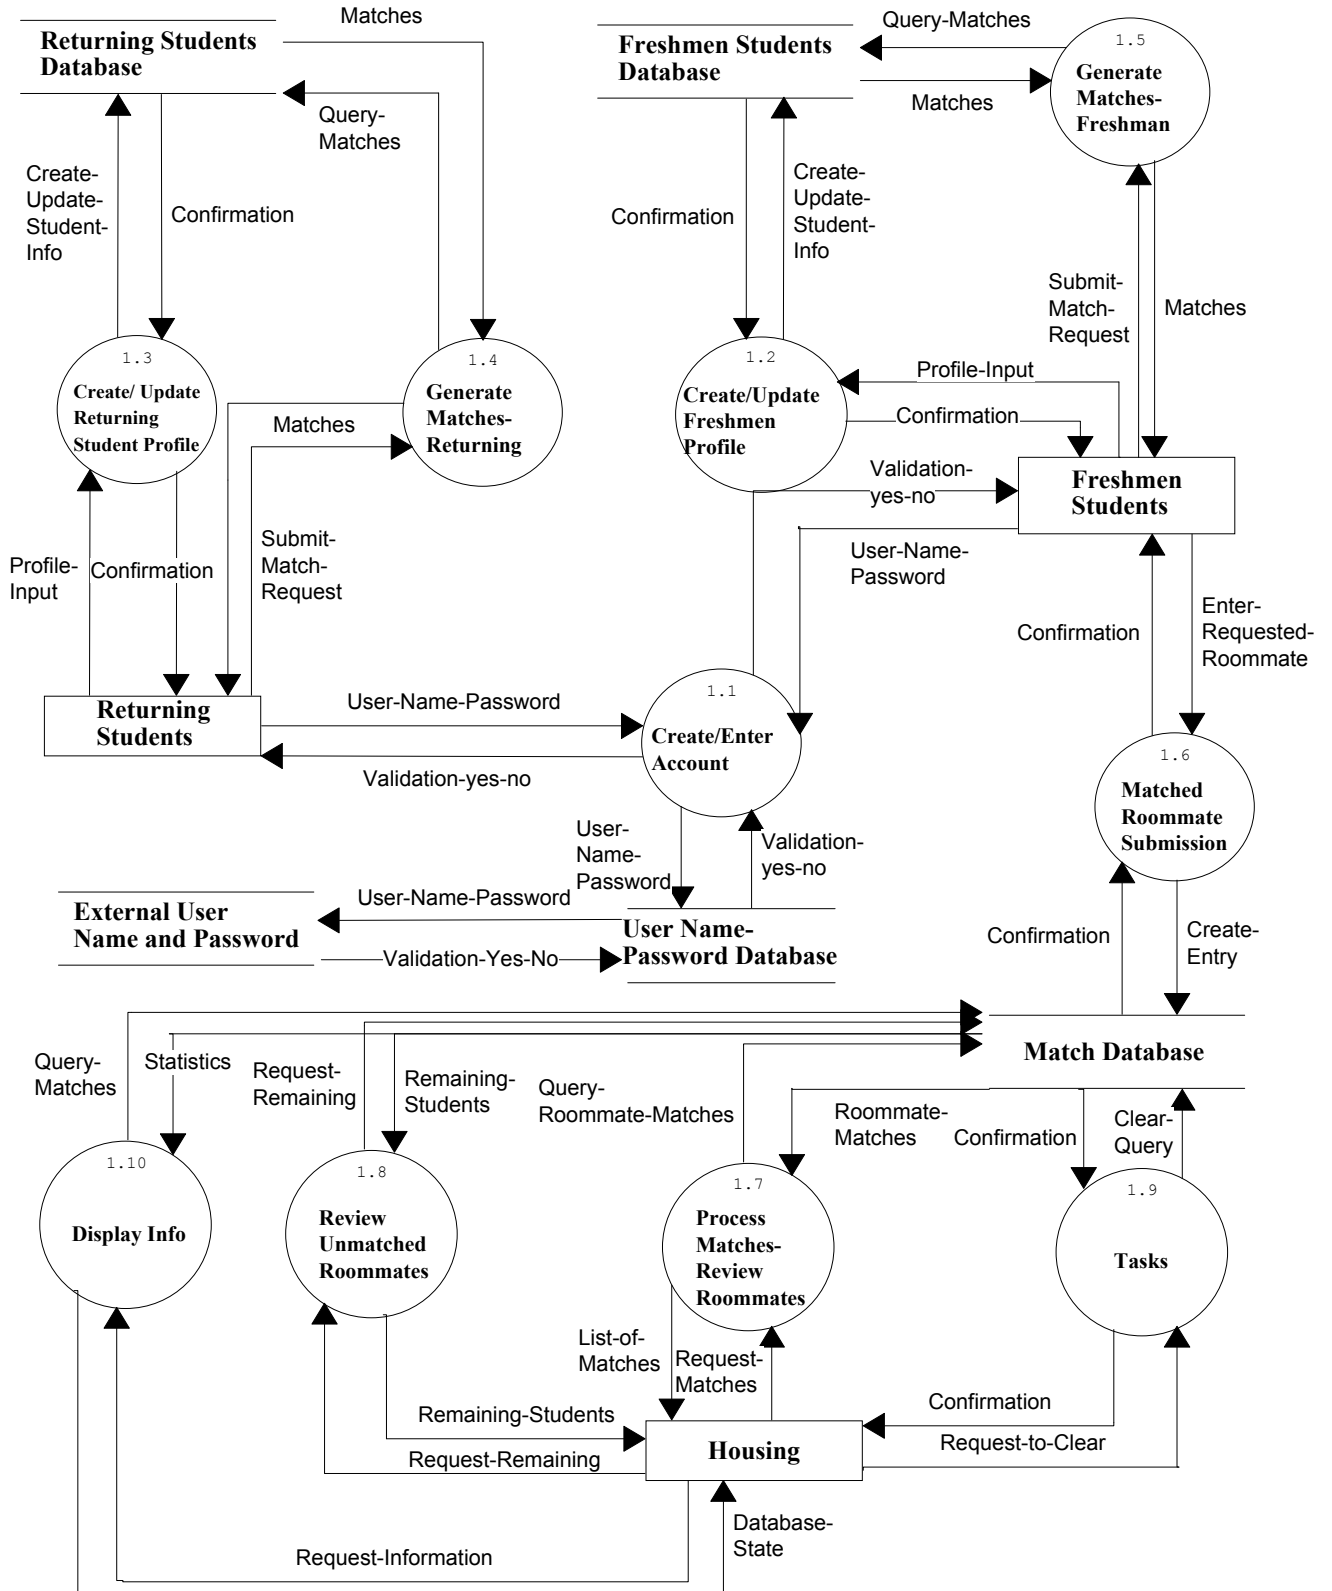 Matches
Returning Students
Database
Query-
Matches
Create-
Update-
Student-
Info
Confirmation
1.3
Create/ Update
Returning
Student Profile
1.4
Generate
Matches-
Returning
Matches
Submit-
Match-
Request
Profile-
Input
Confirmation
Returning
Students
Query-Matches
Freshmen Students
Database
Matches
1.5
Generate
Matches-
Freshman
Confirmation
Create-
Update-
Student-
Info
Submit-
Match-
Request
Matches
1.2
Create/Update
Freshmen
Profile
Profile-Input
Confirmation
Validation-
yes-no
Freshmen
Students
User-Name-
Password
Confirmation
Enter-
Requested-
Roommate
User-Name-Password
Validation-yes-no
1.1
Create/Enter
Account
1.6
Matched
Roommate
Submission
User-
Name-
Password
Validation-
yes-no
External User
Name and Password
User-Name-Password
Validation-Yes-No
User Name-
Password Database
Confirmation
Create-
Entry
Match Database
Query-
Matches
Statistics
Request-
Remaining
Remaining-
Students
Query-
Roommate-Matches
Roommate-
Matches
Confirmation
Clear-
Query
1.10
Display Info
1.8
Review
Unmatched
Roommates
1.7
Process
Matches-
Review
Roommates
1.9
Tasks
List-of-
Matches
Request-
Matches
Remaining-Students
Request-Remaining
Housing
Confirmation
Request-to-Clear
Request-Information
Database-
State